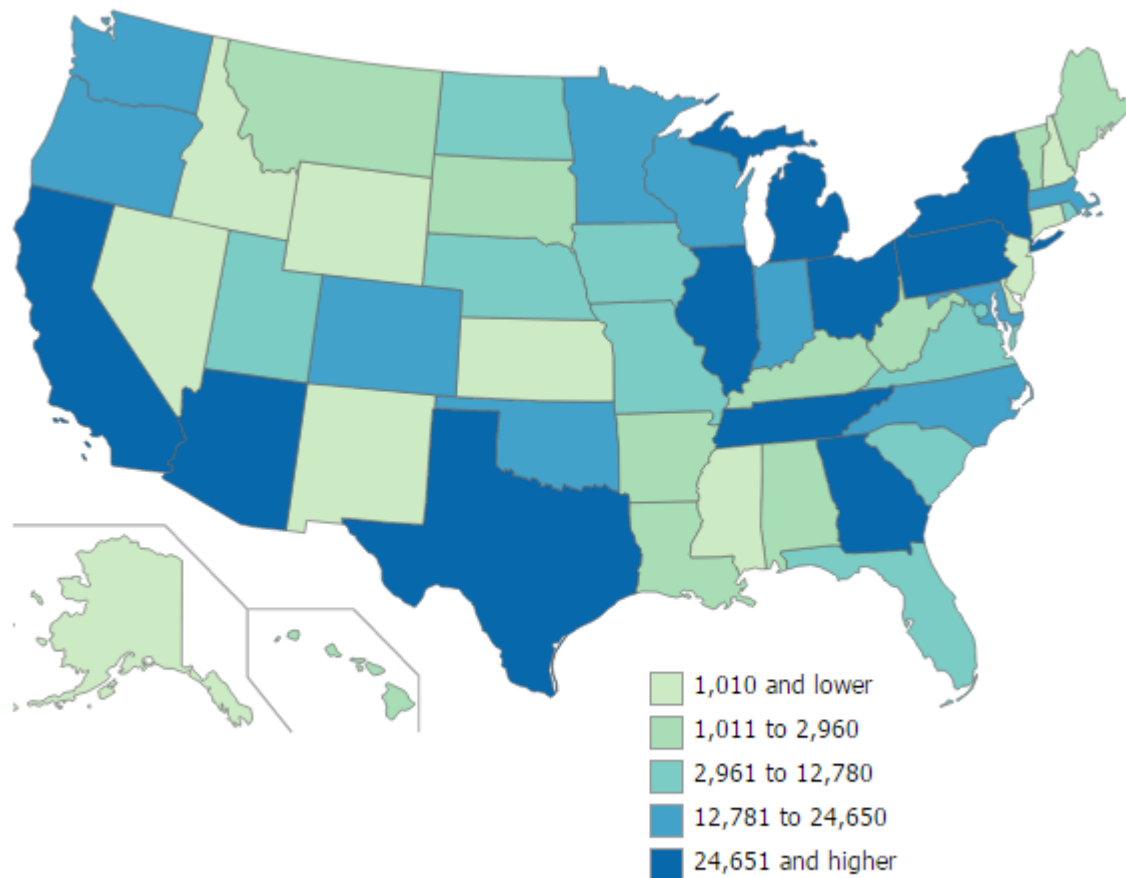 1,010 and lower
1,011 to 2,960
2,961 to 12,780
12,781 to 24,650
24,651 and higher